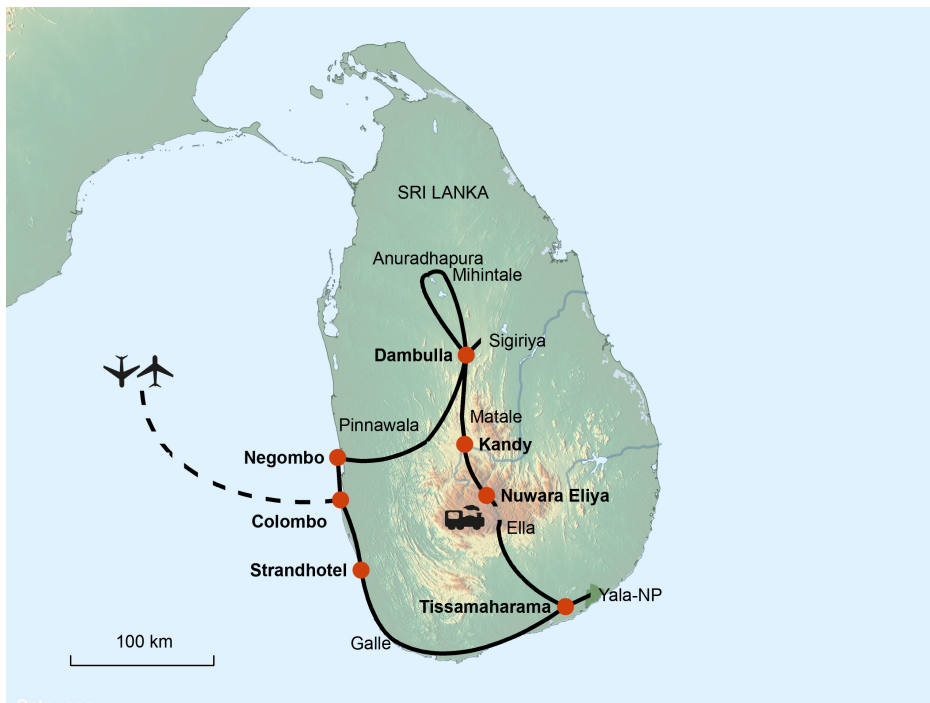 SRI LANKA
Anuradhapura
Mihintale
Sigiriya
Dambulla
Pinnawala
Matale
Kandy
Negombo
Nuwara Eliya
Colombo
Ella
Strandhotel
Yala-NP
Tissamaharama
Galle
100 km